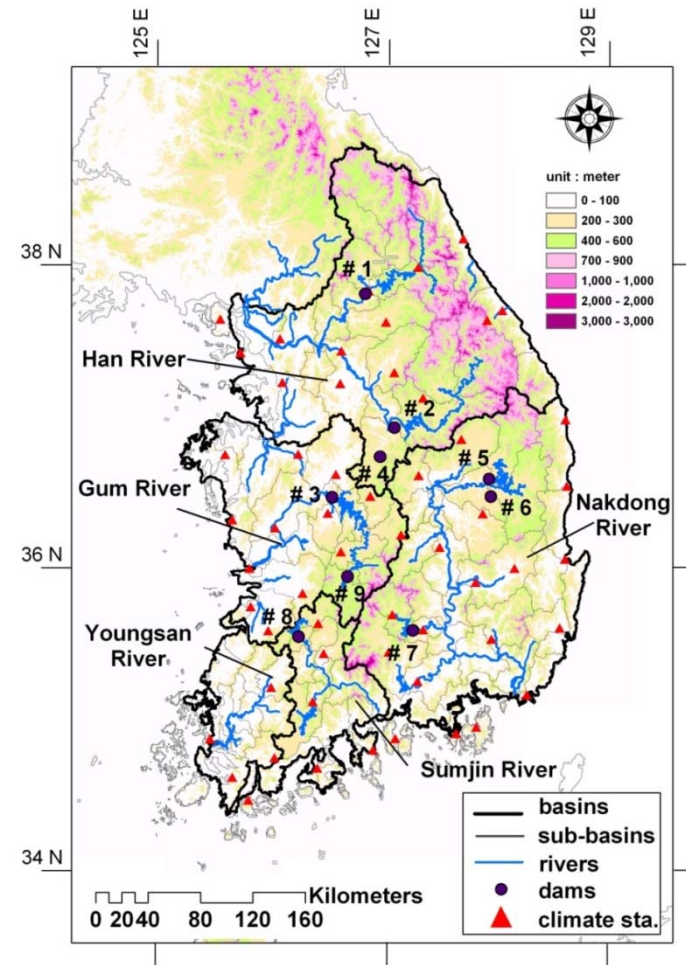 125 E
127 E
129 E
unit : meter
0 - 100
200 - 300
400 - 600
700 - 900
1,000 - 1,000
2,000 - 2,000
3,000 - 3,000
38 N
# 1
Han River
# 2
# 4
# 5
# 3
Gum River
# 6
Nakdong
River
36 N
# 9
# 8
Youngsan
River
# 7
Sumjin River
34 N
basins
sub-basins
rivers
dams
climate sta.
Kilometers
0 20 40 80 120 160